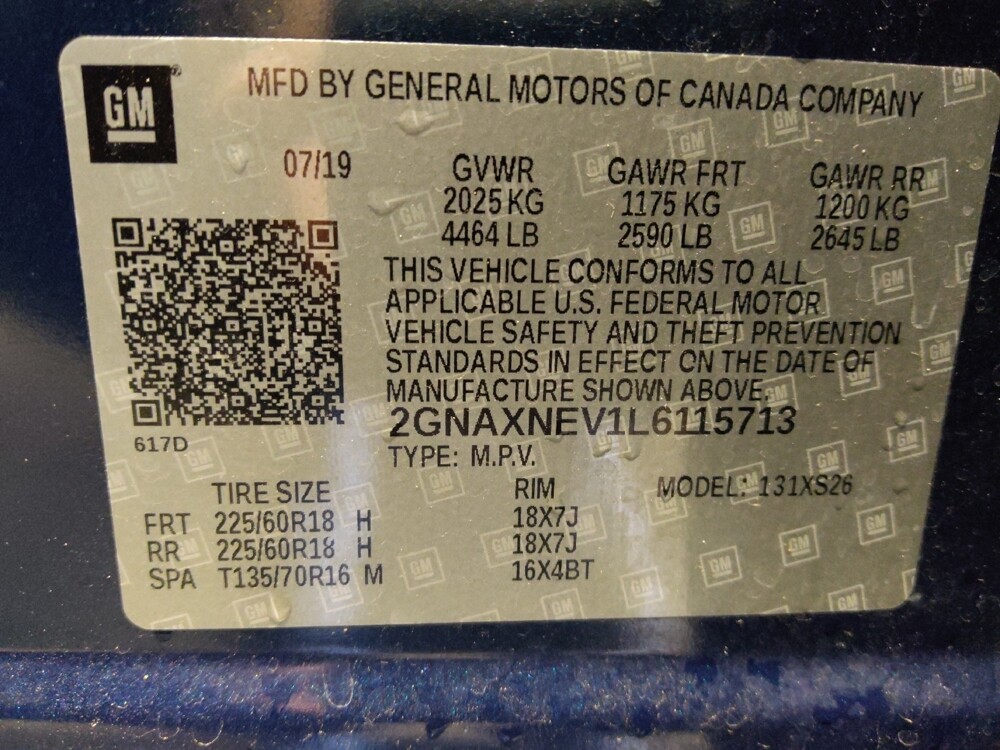 GM
MFD BY GENERAL MOTORS OF CANADA COMPANY
07/19 GVWR GAWR FRT GAWR RR
2025 KG 1175 KG 1200 KG
4464 LB 2590 LB 2645 LB
THIS VEHICLE CONFORMS TO ALL
APPLICABLE U.S. FEDERAL MOTOR
VEHICLE SAFETY AND THEFT PREVENTION
STANDARDS IN EFFECT ON THE DATE OF
MANUFACTURE SHOWN ABOVE.
2GNAXNEV1L6115713
617D
TYPE: M.P.V.
TIRE SIZE RIM MODEL: 131XS26
FRT 225/60R18 H 18X7J
RR 225/60R18 H 18X7J
SPA T135/70R16 M 16X4BT